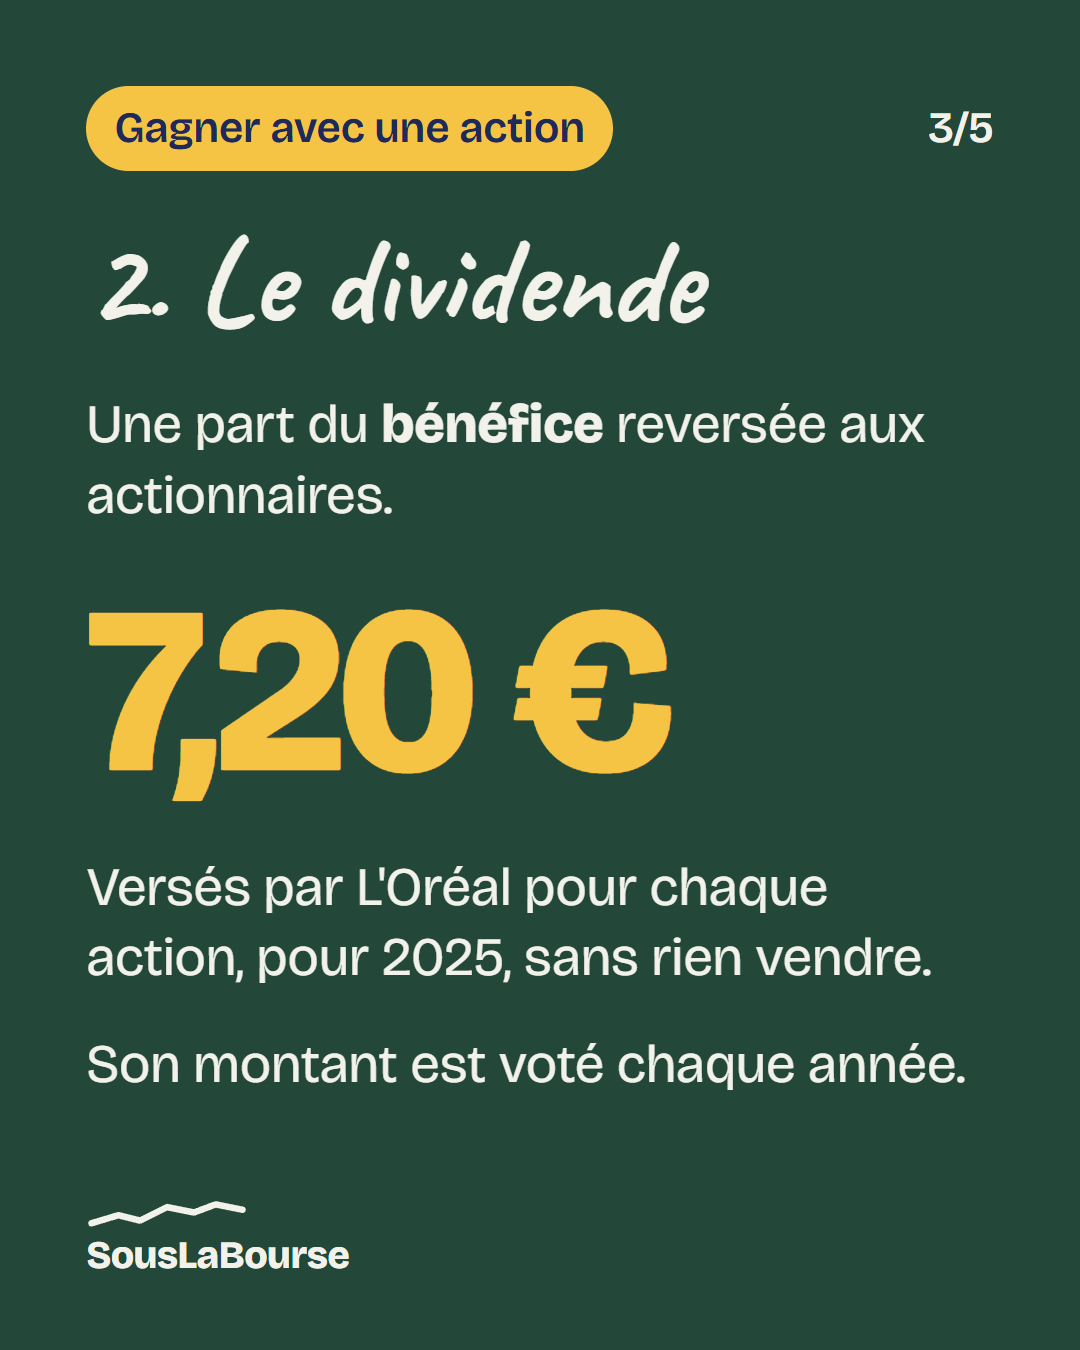 Gagner avec une action
3/5
2. Le dividende
Une part du bénéfice reversée aux
actionnaires.
7,20 €
Versés par L'Oréal pour chaque
action, pour 2025, sans rien vendre.
Son montant est voté chaque année.
SousLaBourse